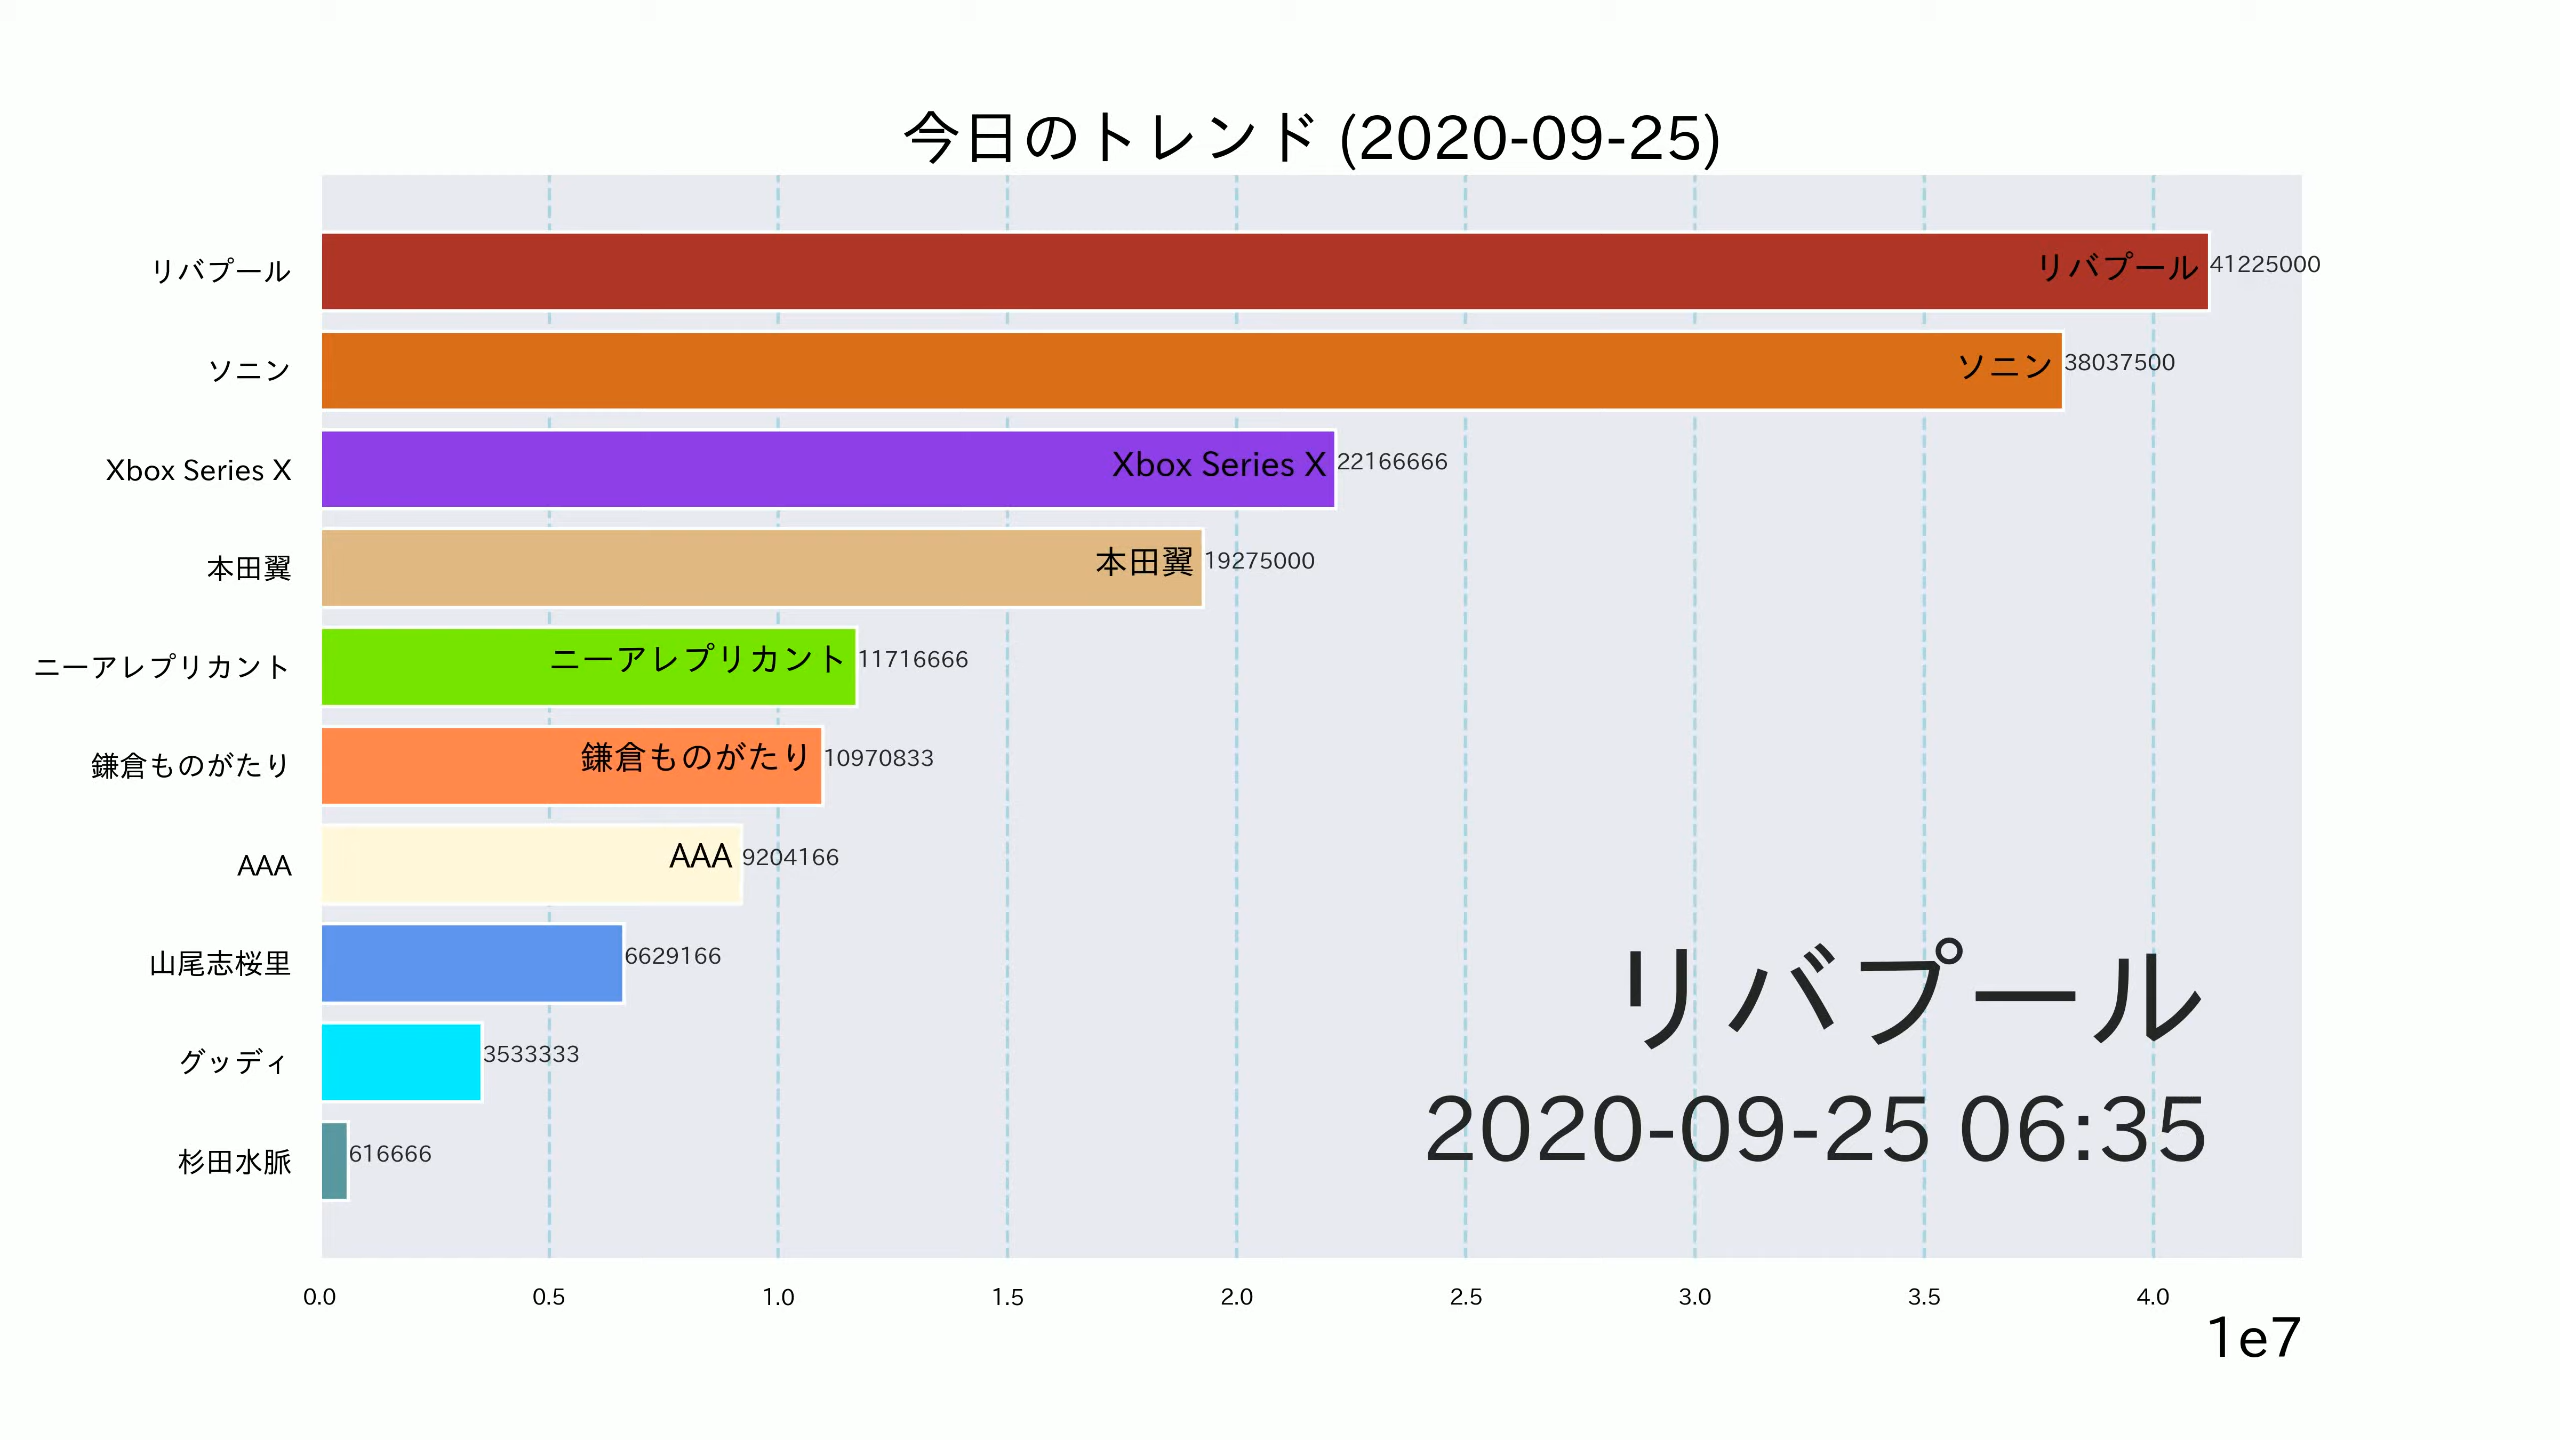 今日のトレンド (2020-09-25)
リバプール リバプール 41225000
ソニン ソニン 38037500
Xbox Series X Xbox Series X 22166666
本田翼 本田翼 19275000
ニーアレプリカント ニーアレプリカント 11716666
鎌倉ものがたり 鎌倉ものがたり 10970833
AAA AAA 9204166
山尾志桜里 6629166
グッディ 3533333
杉田水脈 616666
リバプール
2020-09-25 06:35
0.0 0.5 1.0 1.5 2.0 2.5 3.0 3.5 4.0
1e7